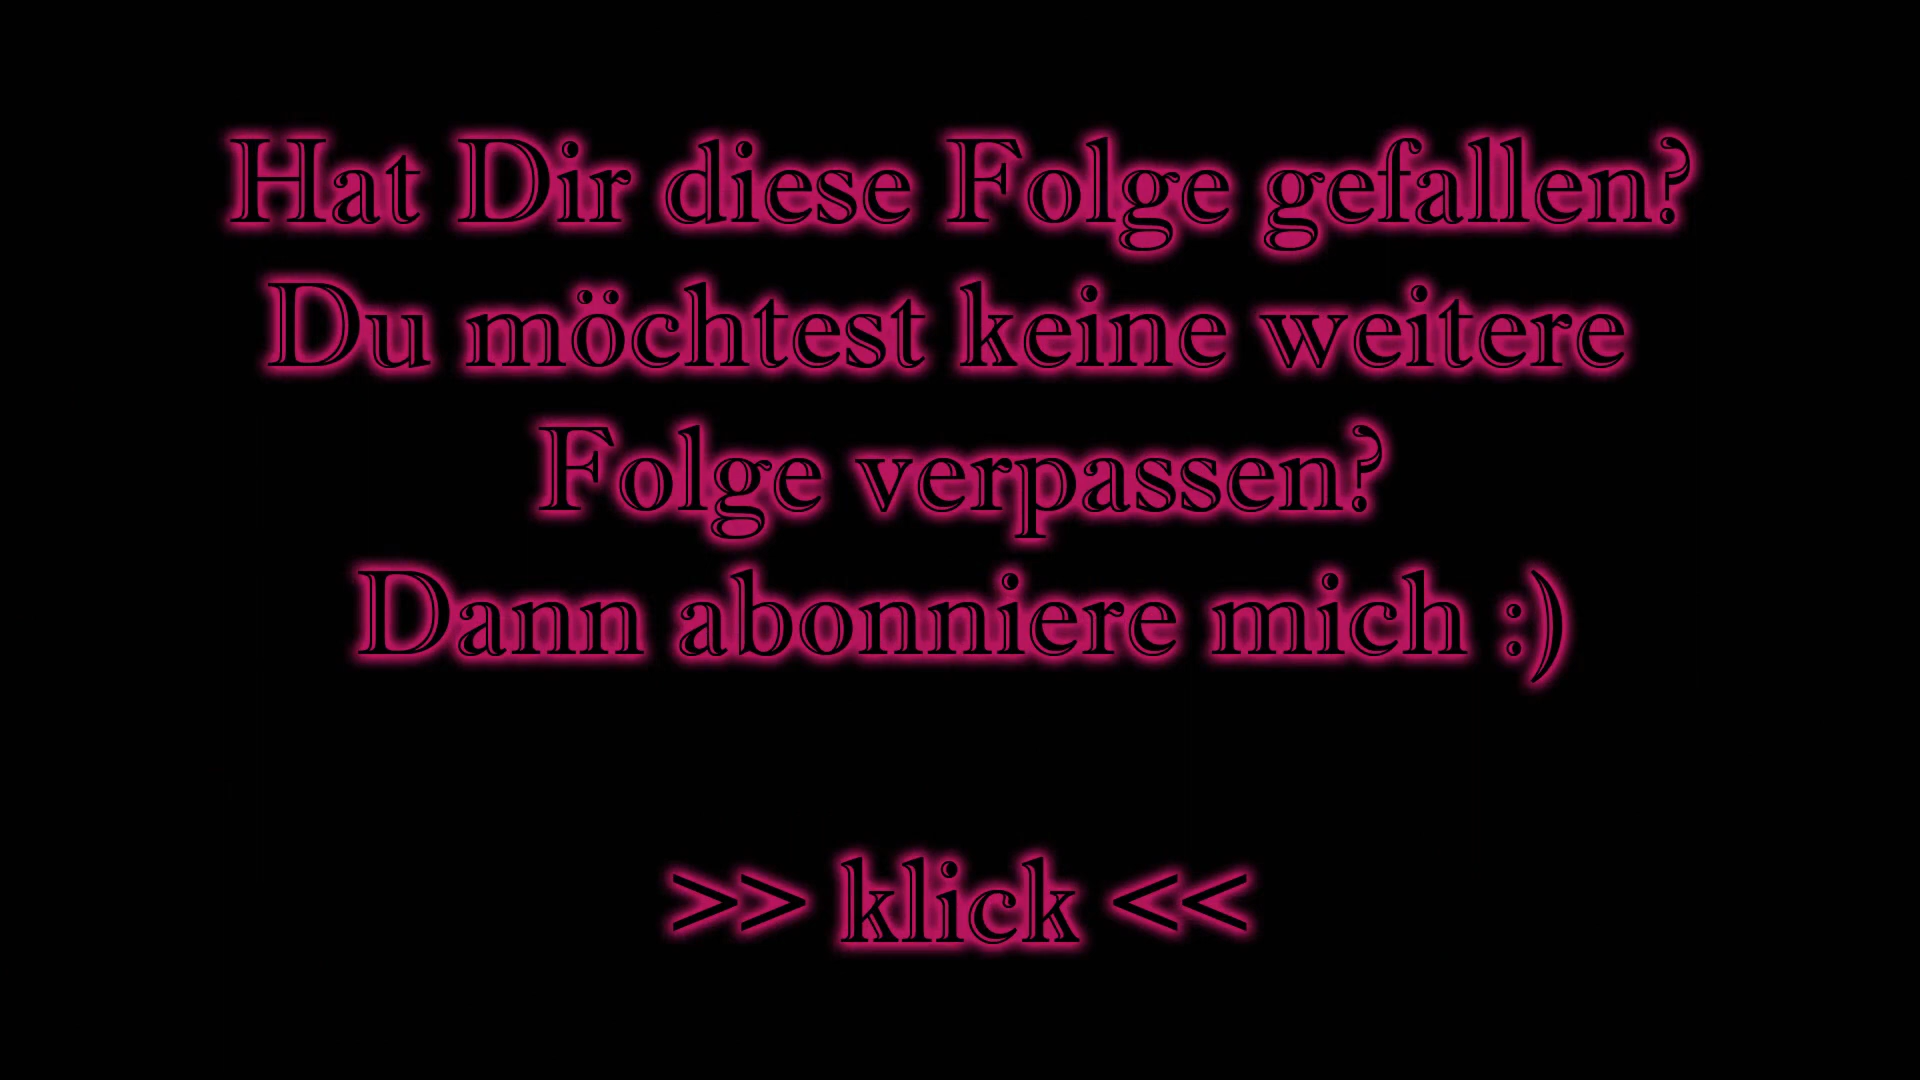 Hat Dir diese Folge gefallen?
Du möchtest keine weitere
Folge verpassen?
Dann abonniere mich :)
>> klick <<